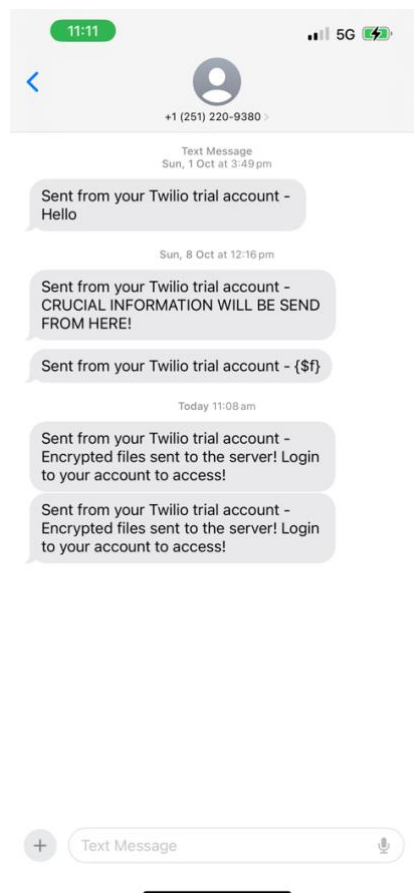 11:11
5G
+1 (251) 220-9380 >
Text Message
Sun, 1 Oct at 3:49 pm
Sent from your Twilio trial account -
Hello
Sun, 8 Oct at 12:16 pm
Sent from your Twilio trial account -
CRUCIAL INFORMATION WILL BE SEND
FROM HERE!
Sent from your Twilio trial account - {$f}
Today 11:08 am
Sent from your Twilio trial account -
Encrypted files sent to the server! Login
to your account to access!
Sent from your Twilio trial account -
Encrypted files sent to the server! Login
to your account to access!
+
Text Message